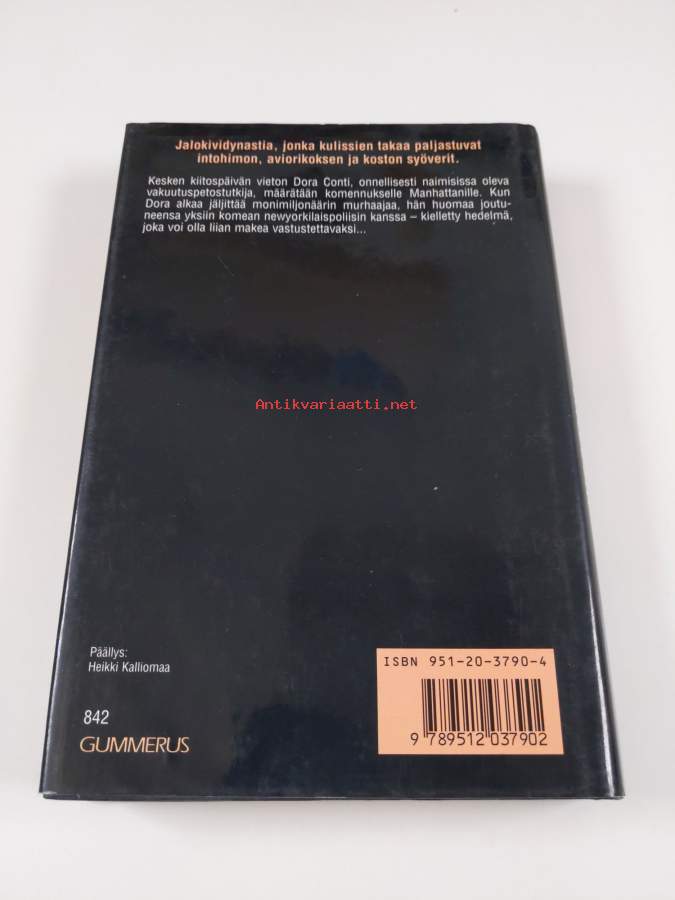 Jalokividynastia, jonka kulissien takaa paljastuvat
intohimon, aviorikoksen ja koston syöverit.
Kesken kiitospäivän vieton Dora Conti, onnellisesti naimisissa oleva
vakuutuspetostutkija, määrätään komennukselle Manhattanille. Kun
Dora alkaa jäljittää monimiljonäärin murhaajaa, hän huomaa joutu-
neensa yksiin komean newyorkilaispoliisin kanssa – kielletty hedelmä,
joka voi olla liian makea vastustettavaksi...
Antikvariaatti.net
Päällys:
Heikki Kalliomaa
842
GUMMERUS
ISBN 951-20-3790-4
9 789512 037902